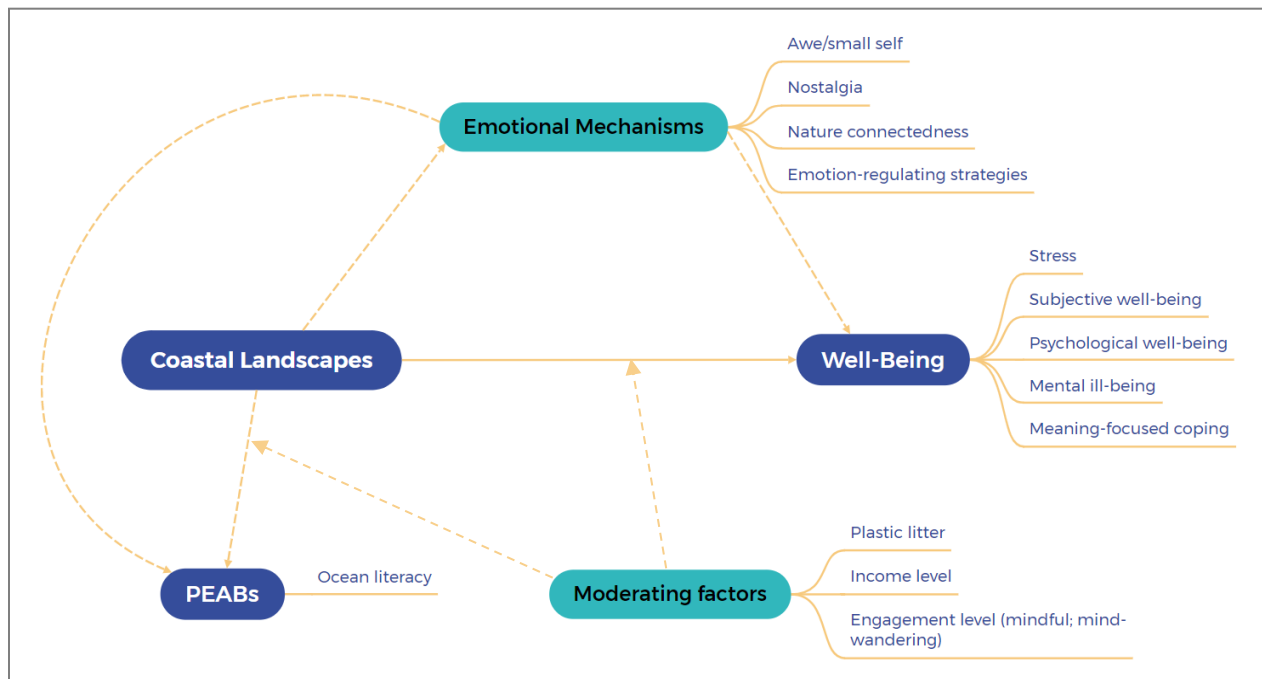 Awe/small self
Nostalgia
Emotional Mechanisms
Nature connectedness
Emotion-regulating strategies
Stress
Subjective well-being
Coastal Landscapes
Well-Being
Psychological well-being
Mental ill-being
Meaning-focused coping
Plastic litter
Ocean literacy
Income level
PEABs
Moderating factors
Engagement level (mindful; mind-
wandering)